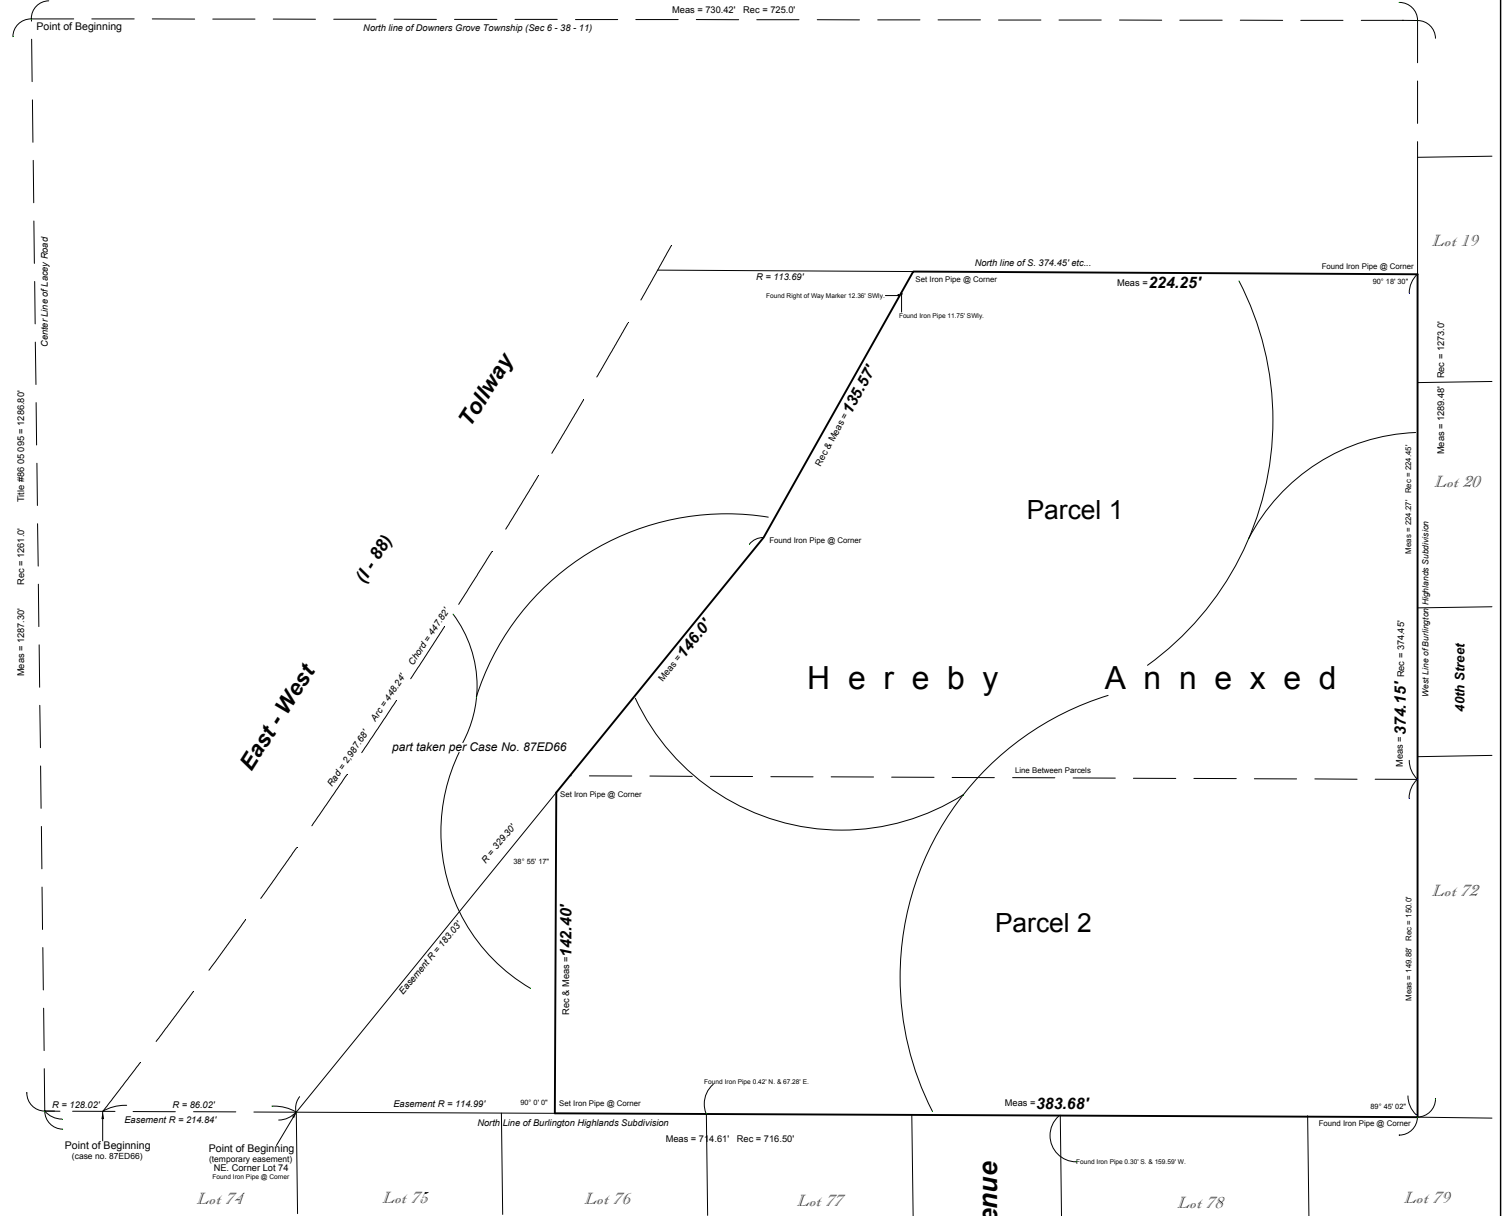 Meas = 730.42'   Rec = 725.0'
Point of Beginning
North line of Downers Grove Township (Sec 6 - 38 - 11)
Center Line of Lacey Road
Title #86 05 095 = 1286.80'
Rec = 1261.0'
Meas = 1287.30'
Lot 19
North line of S. 374.45' etc...
Found Iron Pipe @ Corner
R = 113.69'
Set Iron Pipe @ Corner
Meas = 224.25'
90° 18' 30"
Found Right of Way Marker 12.36' SWly.
Found Iron Pipe 11.75' SWly.
Rec = 1273.0'
Meas = 1289.48'
Tollway
Rec & Meas = 135.57'
Lot 20
Rec = 224.45'
Meas = 224.27'
Parcel 1
(I - 88)
Found Iron Pipe @ Corner
West Line of Burlington Highlands Subdivision
Chord = 447.82'
Arc = 448.24'
Rad = 2,987.68'
Meas = 146.0'
East - West
Hereby Annexed
Rec = 374.45'
Meas = 374.15'
40th Street
part taken per Case No. 87ED66
Line Between Parcels
Set Iron Pipe @ Corner
R = 329.30'
38° 55' 17"
Lot 72
Parcel 2
Easement R = 183.03'
Rec & Meas = 142.40'
Rec = 150.0'
Meas = 149.88'
Found Iron Pipe 0.42' N. & 67.28' E.
R = 128.02'
R = 86.02'
Easement R = 114.99'
90° 0' 0"
Set Iron Pipe @ Corner
Meas = 383.68'
89° 45' 02"
Easement R = 214.84'
North Line of Burlington Highlands Subdivision
Found Iron Pipe @ Corner
Meas = 714.61'   Rec = 716.50'
Point of Beginning
(case no. 87ED66)
Point of Beginning
(temporary easement)
NE. Corner Lot 74
Found Iron Pipe @ Corner
Found Iron Pipe 0.30' S. & 159.59' W.
enue
Lot 74
Lot 75
Lot 76
Lot 77
Lot 78
Lot 79